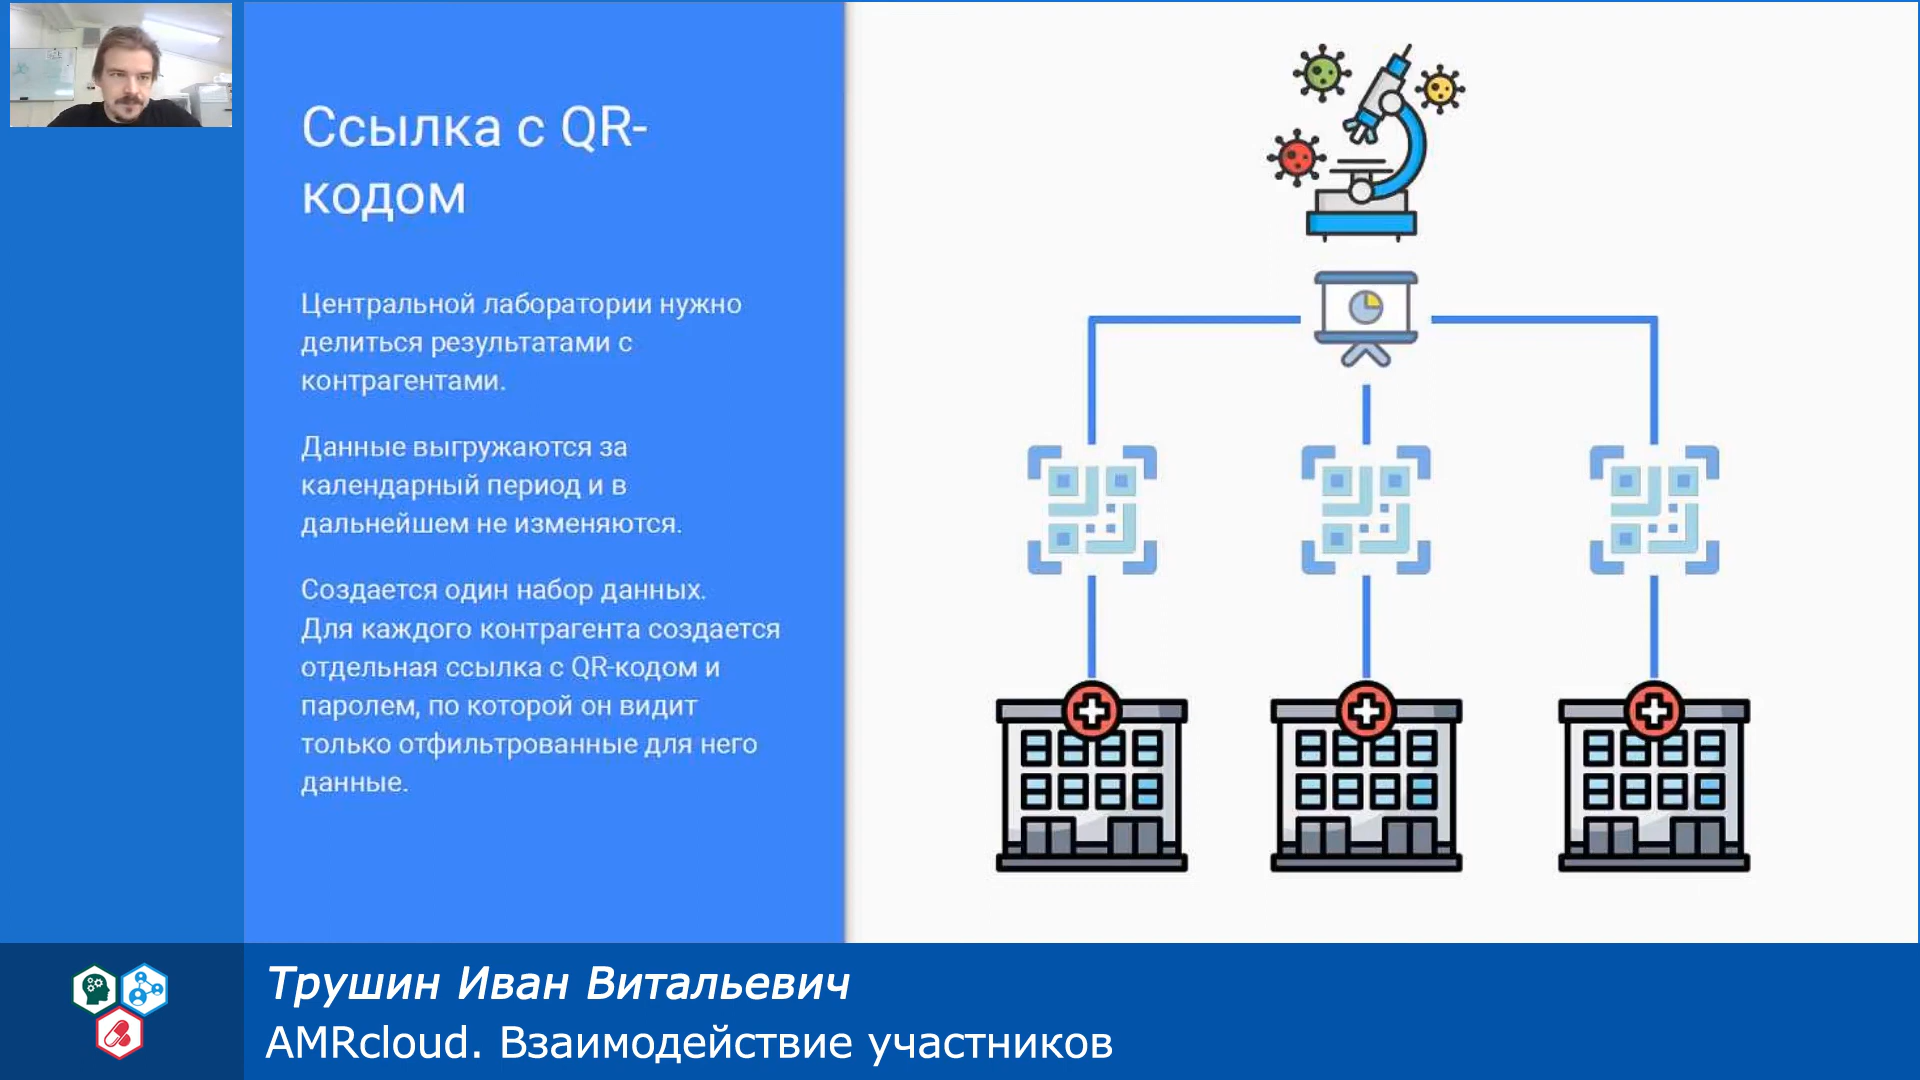 Ссылка с QR-
кодом
Центральной лаборатории нужно
делиться результатами с
контрагентами.
Данные выгружаются за
календарный период и в
дальнейшем не изменяются.
Создается один набор данных.
Для каждого контрагента создается
отдельная ссылка с QR-кодом и
паролем, по которой он видит
только отфильтрованные для него
данные.
Трушин Иван Витальевич
AMRcloud. Взаимодействие участников